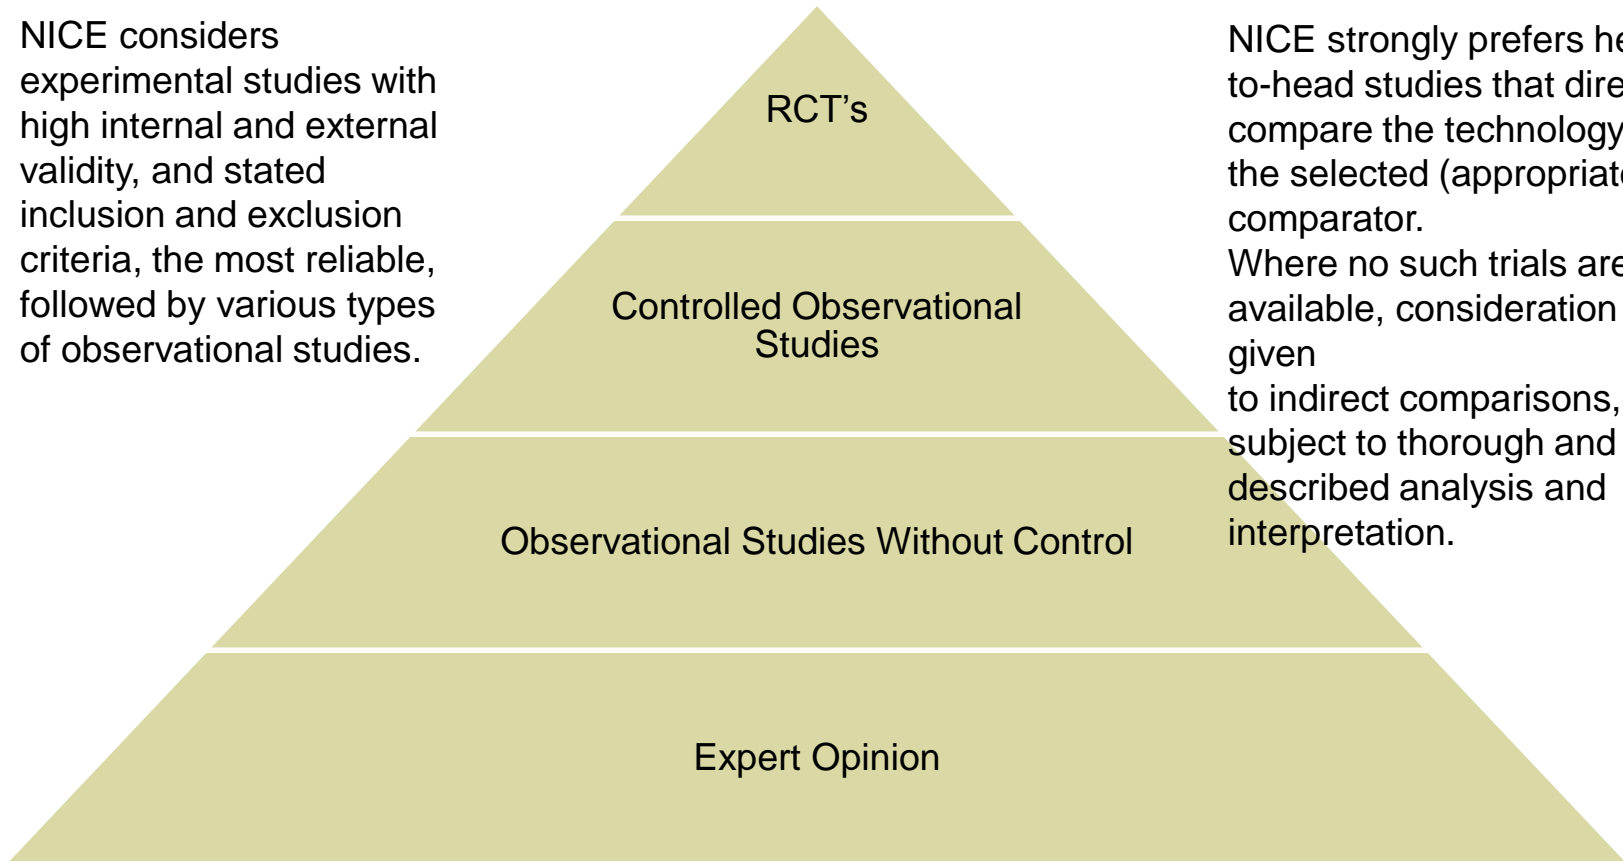 NICE considers
experimental studies with
high internal and external
validity, and stated
inclusion and exclusion
criteria, the most reliable,
followed by various types
of observational studies.
RCT's
Controlled Observational
Studies
Observational Studies Without Control
Expert Opinion
NICE strongly prefers
to-head studies that
compare the technology
the selected
comparator.
Where no such trials
available, consideration
given
to indirect comparisons,
subject to thorough and
described analysis and
interpretation.